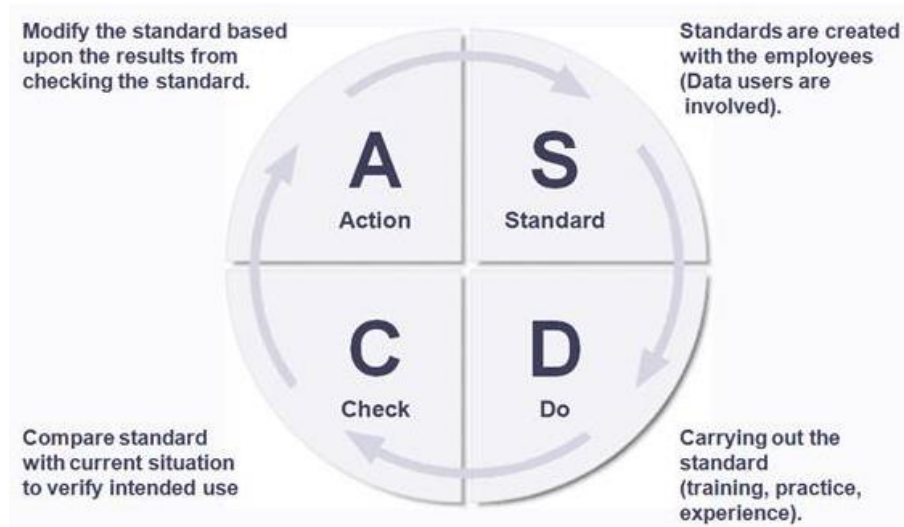 Modify the standard based
upon the results from
checking the standard.
Standards are created
with the employees
(Data users are
involved).
A
Action
S
Standard
C
Check
D
Do
Compare standard
with current situation
to verify intended use
Carrying out the
standard
(training, practice,
experience).